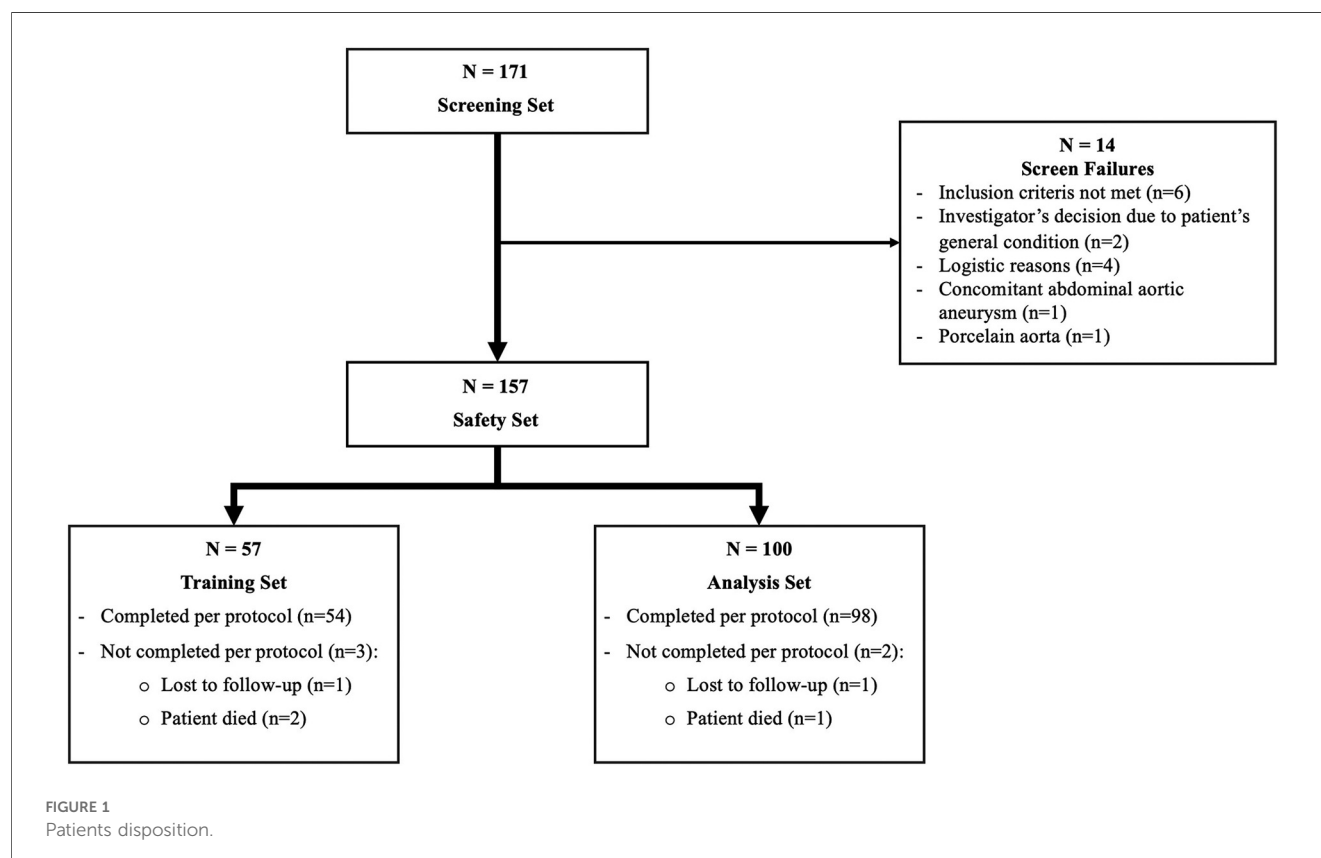 N = 171
Screening Set
N = 14
Screen Failures
- Inclusion criteris not met (n=6)
- Investigator's decision due to patient's
general condition (n=2)
- Logistic reasons (n=4)
- Concomitant abdominal aortic
aneurysm (n=1)
- Porcelain aorta (n=1)
N = 157
Safety Set
N = 57
Training Set
- Completed per protocol (n=54)
- Not completed per protocol (n=3):
o Lost to follow-up (n=1)
o Patient died (n=2)
N = 100
Analysis Set
- Completed per protocol (n=98)
- Not completed per protocol (n=2):
o Lost to follow-up (n=1)
o Patient died (n=1)
FIGURE 1
Patients disposition.